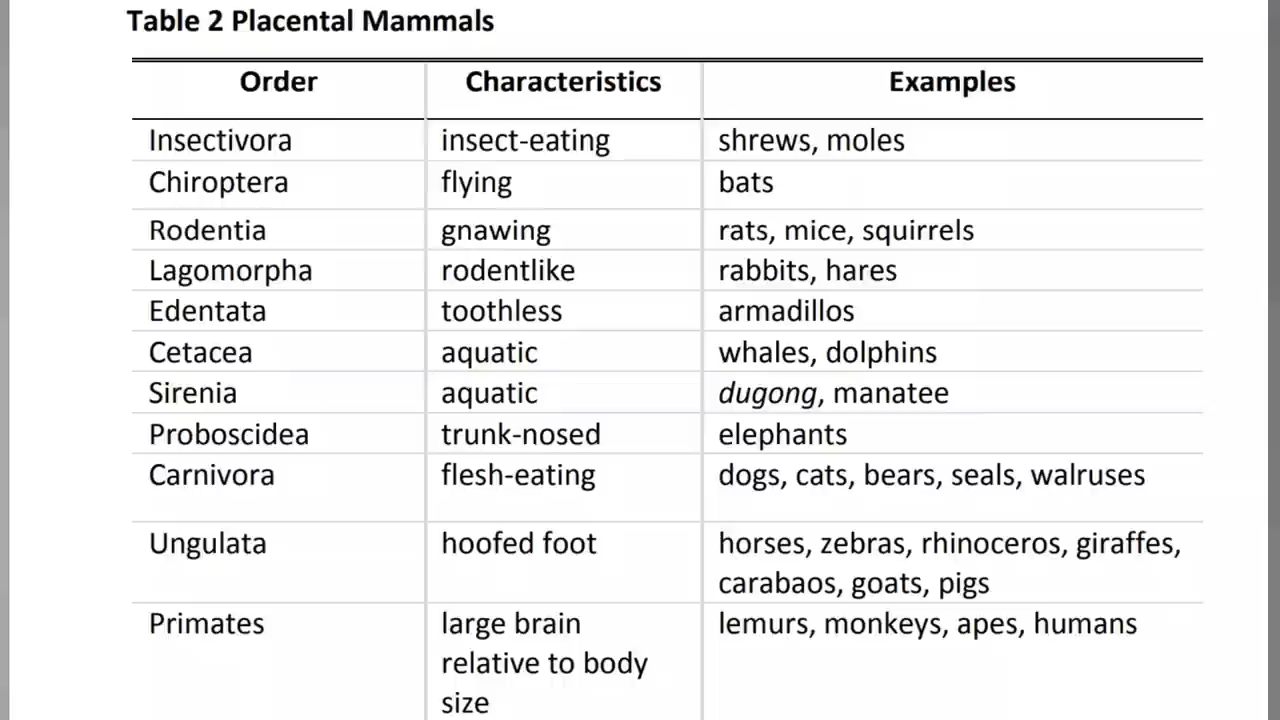 Table 2 Placental Mammals
Order Characteristics Examples
Insectivora insect-eating shrews, moles
Chiroptera flying bats
Rodentia gnawing rats, mice, squirrels
Lagomorpha rodentlike rabbits, hares
Edentata toothless armadillos
Cetacea aquatic whales, dolphins
Sirenia aquatic dugong, manatee
Proboscidea trunk-nosed elephants
Carnivora flesh-eating dogs, cats, bears, seals, walruses
Ungulata hoofed foot horses, zebras, rhinoceros, giraffes,
carabaos, goats, pigs
Primates large brain lemurs, monkeys, apes, humans
relative to body
size